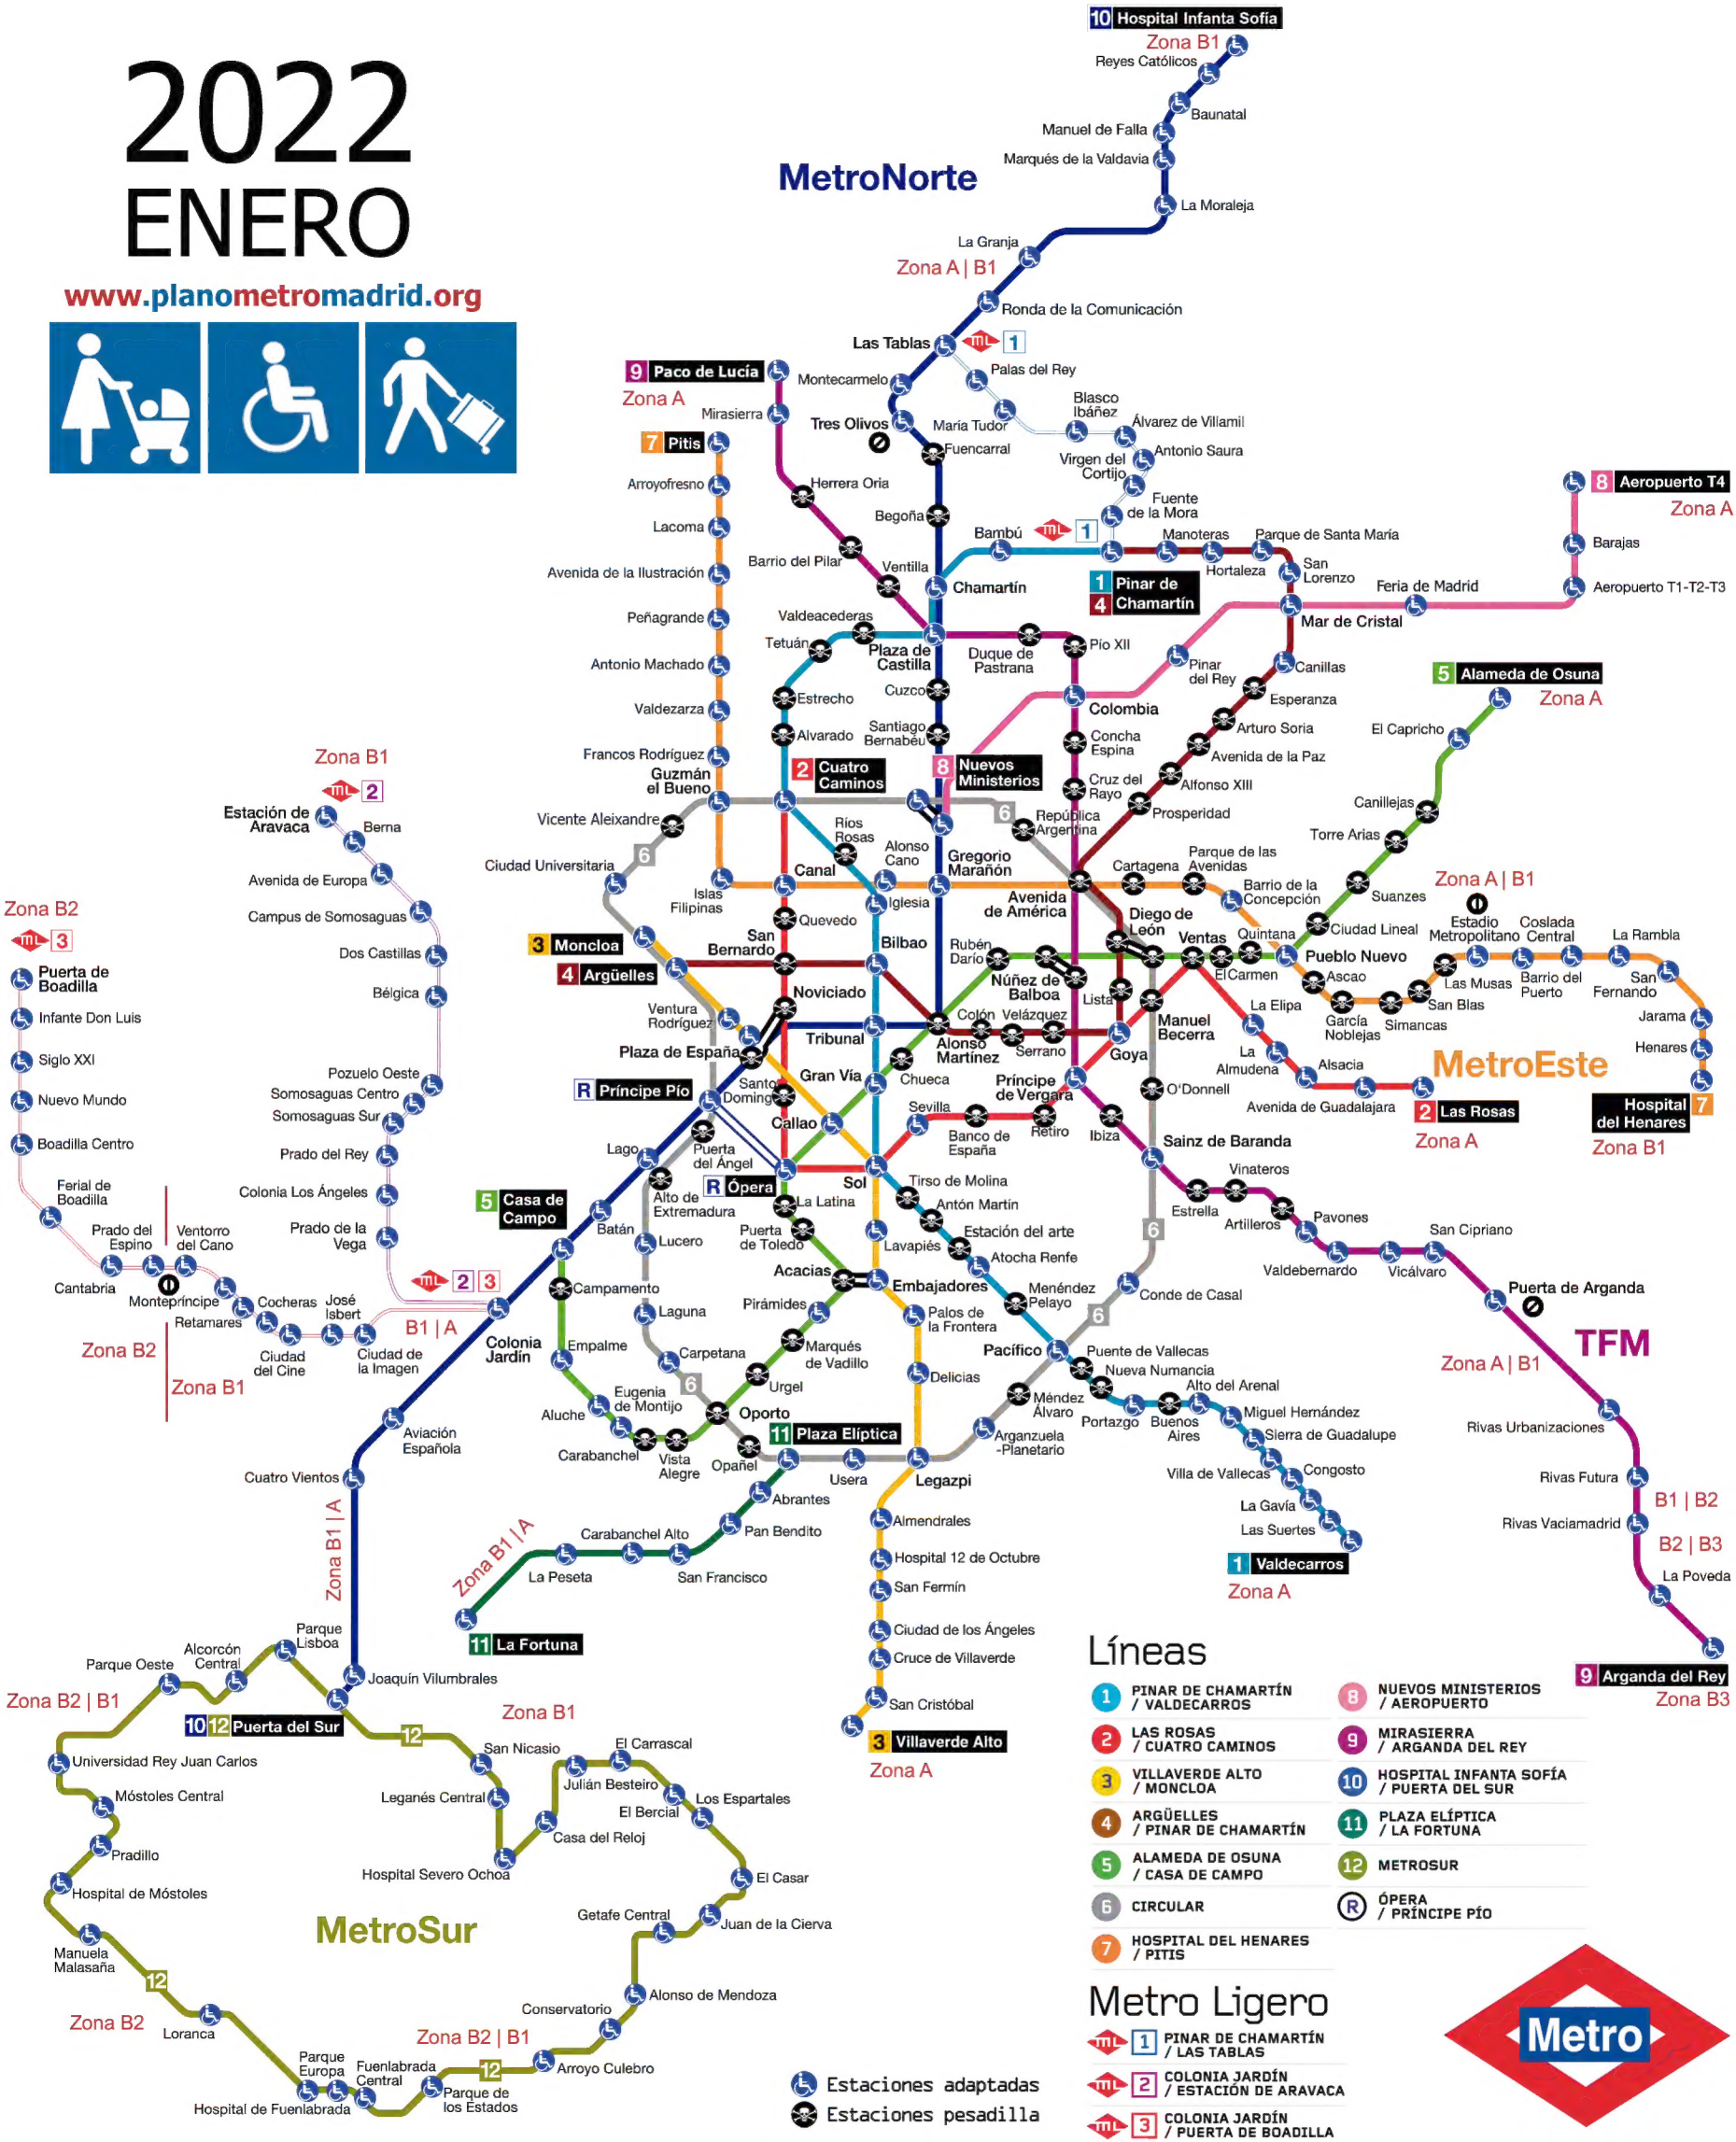 2022
ENERO
www.planometromadrid.org
10 Hospital Infanta Sofía
Zona B1
Reyes Católicos
Baunatal
Manuel de Falla
Marqués de la Valdavia
MetroNorte
La Moraleja
La Granja
Zona A | B1
Ronda de la Comunicación
Las Tablas
mL 1
9 Paco de Lucía
Zona A
Montecarmelo
Palas del Rey
Mirasierra
Blasco
Ibáñez
Tres Olivos
María Tudor
Álvarez de Villamil
7 Pitis
Fuencarral
Virgen del
Cortijo
Antonio Saura
Arroyofresno
Herrera Oria
8 Aeropuerto T4
Zona A
Fuente
de la Mora
Lacoma
Begoña
Bambú
mL 1
Manoteras
Parque de Santa María
Barajas
Barrio del Pilar
Ventilla
Hortaleza
San
Lorenzo
Avenida de la Ilustración
Chamartín
1 Pinar de
4 Chamartín
Feria de Madrid
Aeropuerto T1-T2-T3
Peñagrande
Valdeacederas
Mar de Cristal
Tetuán
Plaza de
Castilla
Duque de
Pastrana
Pío XII
Antonio Machado
Pinar
del Rey
Canillas
5 Alameda de Osuna
Zona A
Estrecho
Cuzco
Esperanza
Valdezarza
Colombia
Alvarado
Santiago
Bernabéu
Concha
Espina
Arturo Soria
El Capricho
Francos Rodríguez
Avenida de la Paz
Zona B1
mL 2
Guzmán
el Bueno
2 Cuatro
Caminos
8 Nuevos
Ministerios
Cruz del
Rayo
Alfonso XIII
Canillejas
Estación de
Aravaca
Berna
Vicente Aleixandre
6
Ríos
Rosas
6
República
Argentina
Prosperidad
Torre Arias
Avenida de Europa
Ciudad Universitaria
Canal
Alonso
Cano
Gregorio
Marañón
Cartagena
Parque de las
Avenidas
Suanzes
Zona A | B1
Islas
Filipinas
Iglesia
Avenida
de América
Barrio de la
Concepción
Zona B2
mL 3
Campus de Somosaguas
Quevedo
Diego de
León
Ciudad Lineal
Estadio
Metropolitano
Coslada
Central
La Rambla
Dos Castillas
3 Moncloa
San
Bernardo
Bilbao
Rubén
Darío
Ventas
Quintana
Pueblo Nuevo
Puerta de
Boadilla
4 Argüelles
Núñez de
Balboa
Lista
El Carmen
Ascao
Las Musas
Barrio del
Puerto
San
Fernando
Bélgica
Noviciado
San Blas
Infante Don Luis
Ventura
Rodríguez
Colón
Velázquez
Manuel
Becerra
La Elipa
García
Noblejas
Simancas
Jarama
Tribunal
Alonso
Martínez
Serrano
Goya
Henares
Siglo XXI
Plaza de España
La
Almudena
Alsacia
MetroEste
Pozuelo Oeste
Gran Vía
Chueca
Príncipe
de Vergara
O'Donnell
Nuevo Mundo
Somosaguas Centro
R Príncipe Pío
Santo
Domingo
Avenida de Guadalajara
2 Las Rosas
Zona A
Hospital
del Henares 7
Zona B1
Somosaguas Sur
Callao
Sevilla
Banco de
España
Retiro
Ibiza
Boadilla Centro
Prado del Rey
Lago
Puerta
del Ángel
Sainz de Baranda
Vinateros
Ferial de
Boadilla
Colonia Los Ángeles
Alto de
Extremadura
R Ópera
Sol
Tirso de Molina
Estrella
Artilleros
Pavones
5 Casa de
Campo
La Latina
Antón Martín
San Cipriano
Prado del
Espino
Ventorro
del Cano
Prado de la
Vega
Batán
Lucero
Puerta
de Toledo
Lavapiés
Estación del arte
6
Valdebernardo
Vicálvaro
Atocha Renfe
Cantabria
Montepríncipe
mL 2 3
Campamento
Acacias
Embajadores
Menéndez
Pelayo
Conde de Casal
Puerta de Arganda
Retamares
Cocheras
José
Isbert
B1 | A
Laguna
Pirámides
Palos de
la Frontera
6
TFM
Zona B2
Zona B1
Ciudad
del Cine
Ciudad de
la Imagen
Colonia
Jardín
Empalme
Carpetana
Marqués
de Vadillo
Pacífico
Puente de Vallecas
Zona A | B1
6
Urgel
Delicias
Nueva Numancia
Eugenia
de Montijo
Méndez
Álvaro
Alto del Arenal
Aluche
Oporto
Portazgo
Buenos
Aires
Miguel Hernández
Rivas Urbanizaciones
Aviación
Española
11 Plaza Elíptica
Arganzuela
-Planetario
Sierra de Guadalupe
Carabanchel
Vista
Alegre
Opañel
Usera
Legazpi
Villa de Vallecas
Congosto
Rivas Futura
Cuatro Vientos
Abrantes
La Gavía
B1 | B2
Zona B1 | A
Zona B1 | A
Carabanchel Alto
Pan Bendito
Almendrales
Las Suertes
Rivas Vaciamadrid
B2 | B3
La Peseta
San Francisco
Hospital 12 de Octubre
1 Valdecarros
Zona A
La Poveda
San Fermín
11 La Fortuna
Ciudad de los Ángeles
Cruce de Villaverde
Parque
Lisboa
Alcorcón
Central
Parque Oeste
Joaquín Vilumbrales
San Cristóbal
9 Arganda del Rey
Zona B3
Zona B2 | B1
10 12 Puerta del Sur
Zona B1
3 Villaverde Alto
Zona A
12
San Nicasio
El Carrascal
Universidad Rey Juan Carlos
Julián Besteiro
Móstoles Central
Leganés Central
El Bercial
Los Espartales
Casa del Reloj
Pradillo
Hospital Severo Ochoa
El Casar
Hospital de Móstoles
MetroSur
Getafe Central
Juan de la Cierva
Manuela
Malasaña
12
Alonso de Mendoza
Zona B2
Loranca
Conservatorio
Zona B2 | B1
Parque
Europa
Fuenlabrada
Central
12
Arroyo Culebro
Hospital de Fuenlabrada
Parque de
los Estados
Estaciones adaptadas
Estaciones pesadilla
Líneas
1 PINAR DE CHAMARTÍN
/ VALDECARROS
2 LAS ROSAS
/ CUATRO CAMINOS
3 VILLAVERDE ALTO
/ MONCLOA
4 ARGÜELLES
/ PINAR DE CHAMARTÍN
5 ALAMEDA DE OSUNA
/ CASA DE CAMPO
6 CIRCULAR
7 HOSPITAL DEL HENARES
/ PITIS
8 NUEVOS MINISTERIOS
/ AEROPUERTO
9 MIRASIERRA
/ ARGANDA DEL REY
10 HOSPITAL INFANTA SOFÍA
/ PUERTA DEL SUR
11 PLAZA ELÍPTICA
/ LA FORTUNA
12 METROSUR
R ÓPERA
/ PRÍNCIPE PÍO
Metro Ligero
mL 1 PINAR DE CHAMARTÍN
/ LAS TABLAS
mL 2 COLONIA JARDÍN
/ ESTACIÓN DE ARAVACA
mL 3 COLONIA JARDÍN
/ PUERTA DE BOADILLA
Metro